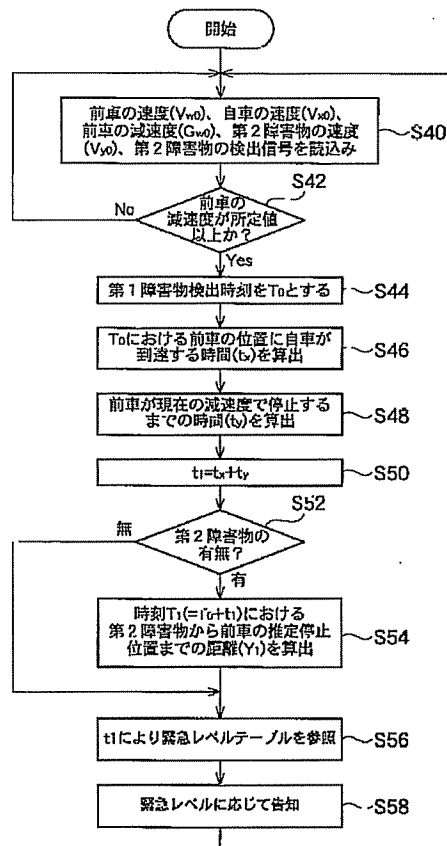 開始
前車の速度(Vw0)、自車の速度(Vx0)、
前車の減速度(Gw0)、第2障害物の速度
(Vy0)、第2障害物の検出信号を読込み
S40
S42
前車の
減速度が所定値
以上か?
No
Yes
第1障害物検出時刻をT0とする
S44
T0における前車の位置に自車が
到達する時間(tx)を算出
S46
前車が現在の減速度で停止する
までの時間(ty)を算出
S48
t1=tx+ty
S50
S52
第2障害物の
有無?
無
有
時刻T1(=T0+t1)における
第2障害物から前車の推定停止
位置までの距離(Y1)を算出
S54
t1により緊急レベルテーブルを参照
S56
緊急レベルに応じて告知
S58